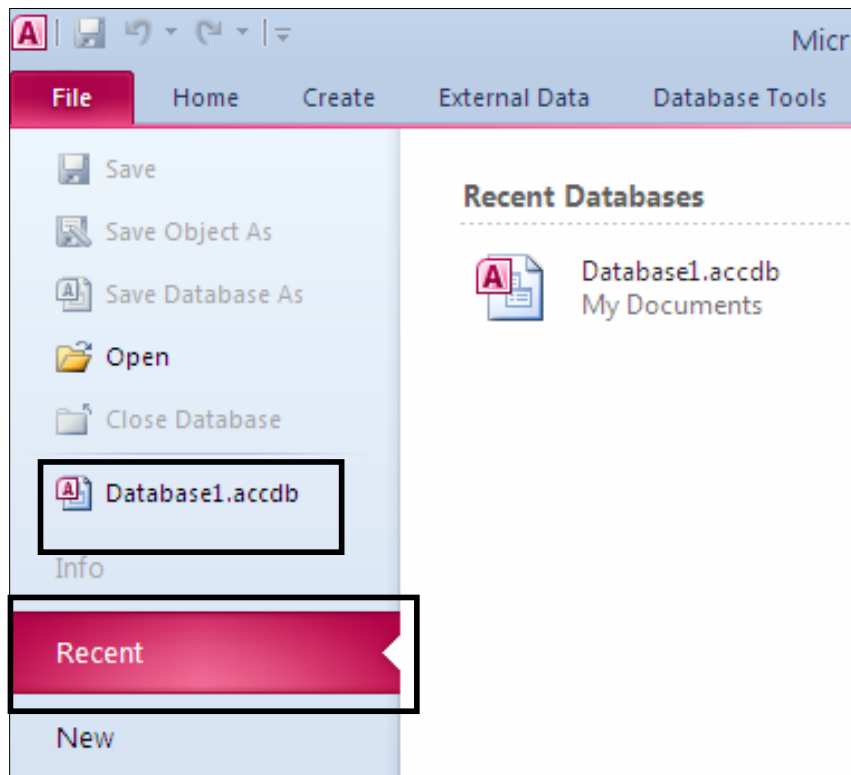 Micr
File Home Create External Data Database Tools
Save
Save Object As
Save Database As
Open
Close Database
Database1.accdb
Info
Recent
New
Recent Databases
Database1.accdb
My Documents